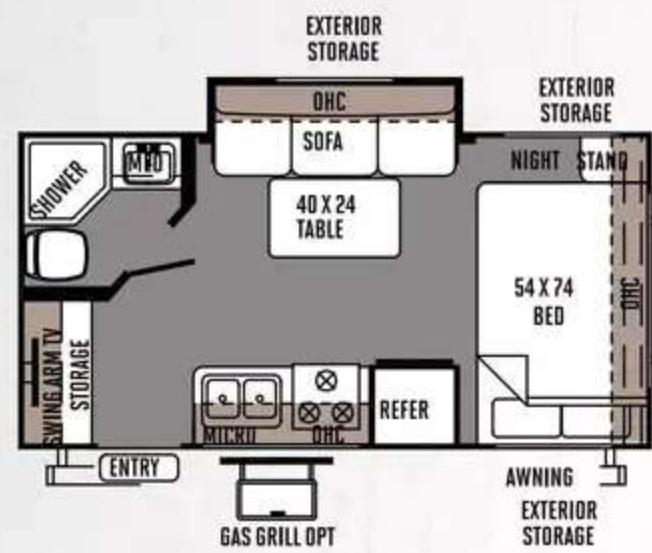 EXTERIOR
STORAGE
EXTERIOR
STORAGE
OHC
SOFA
MED
SHOWER
NIGHT STAND
40 X 24
TABLE
54 X 74
BED
OHC
SWING ARM TV
STORAGE
REFER
MICRO
OHC
ENTRY
AWNING
EXTERIOR
STORAGE
GAS GRILL OPT